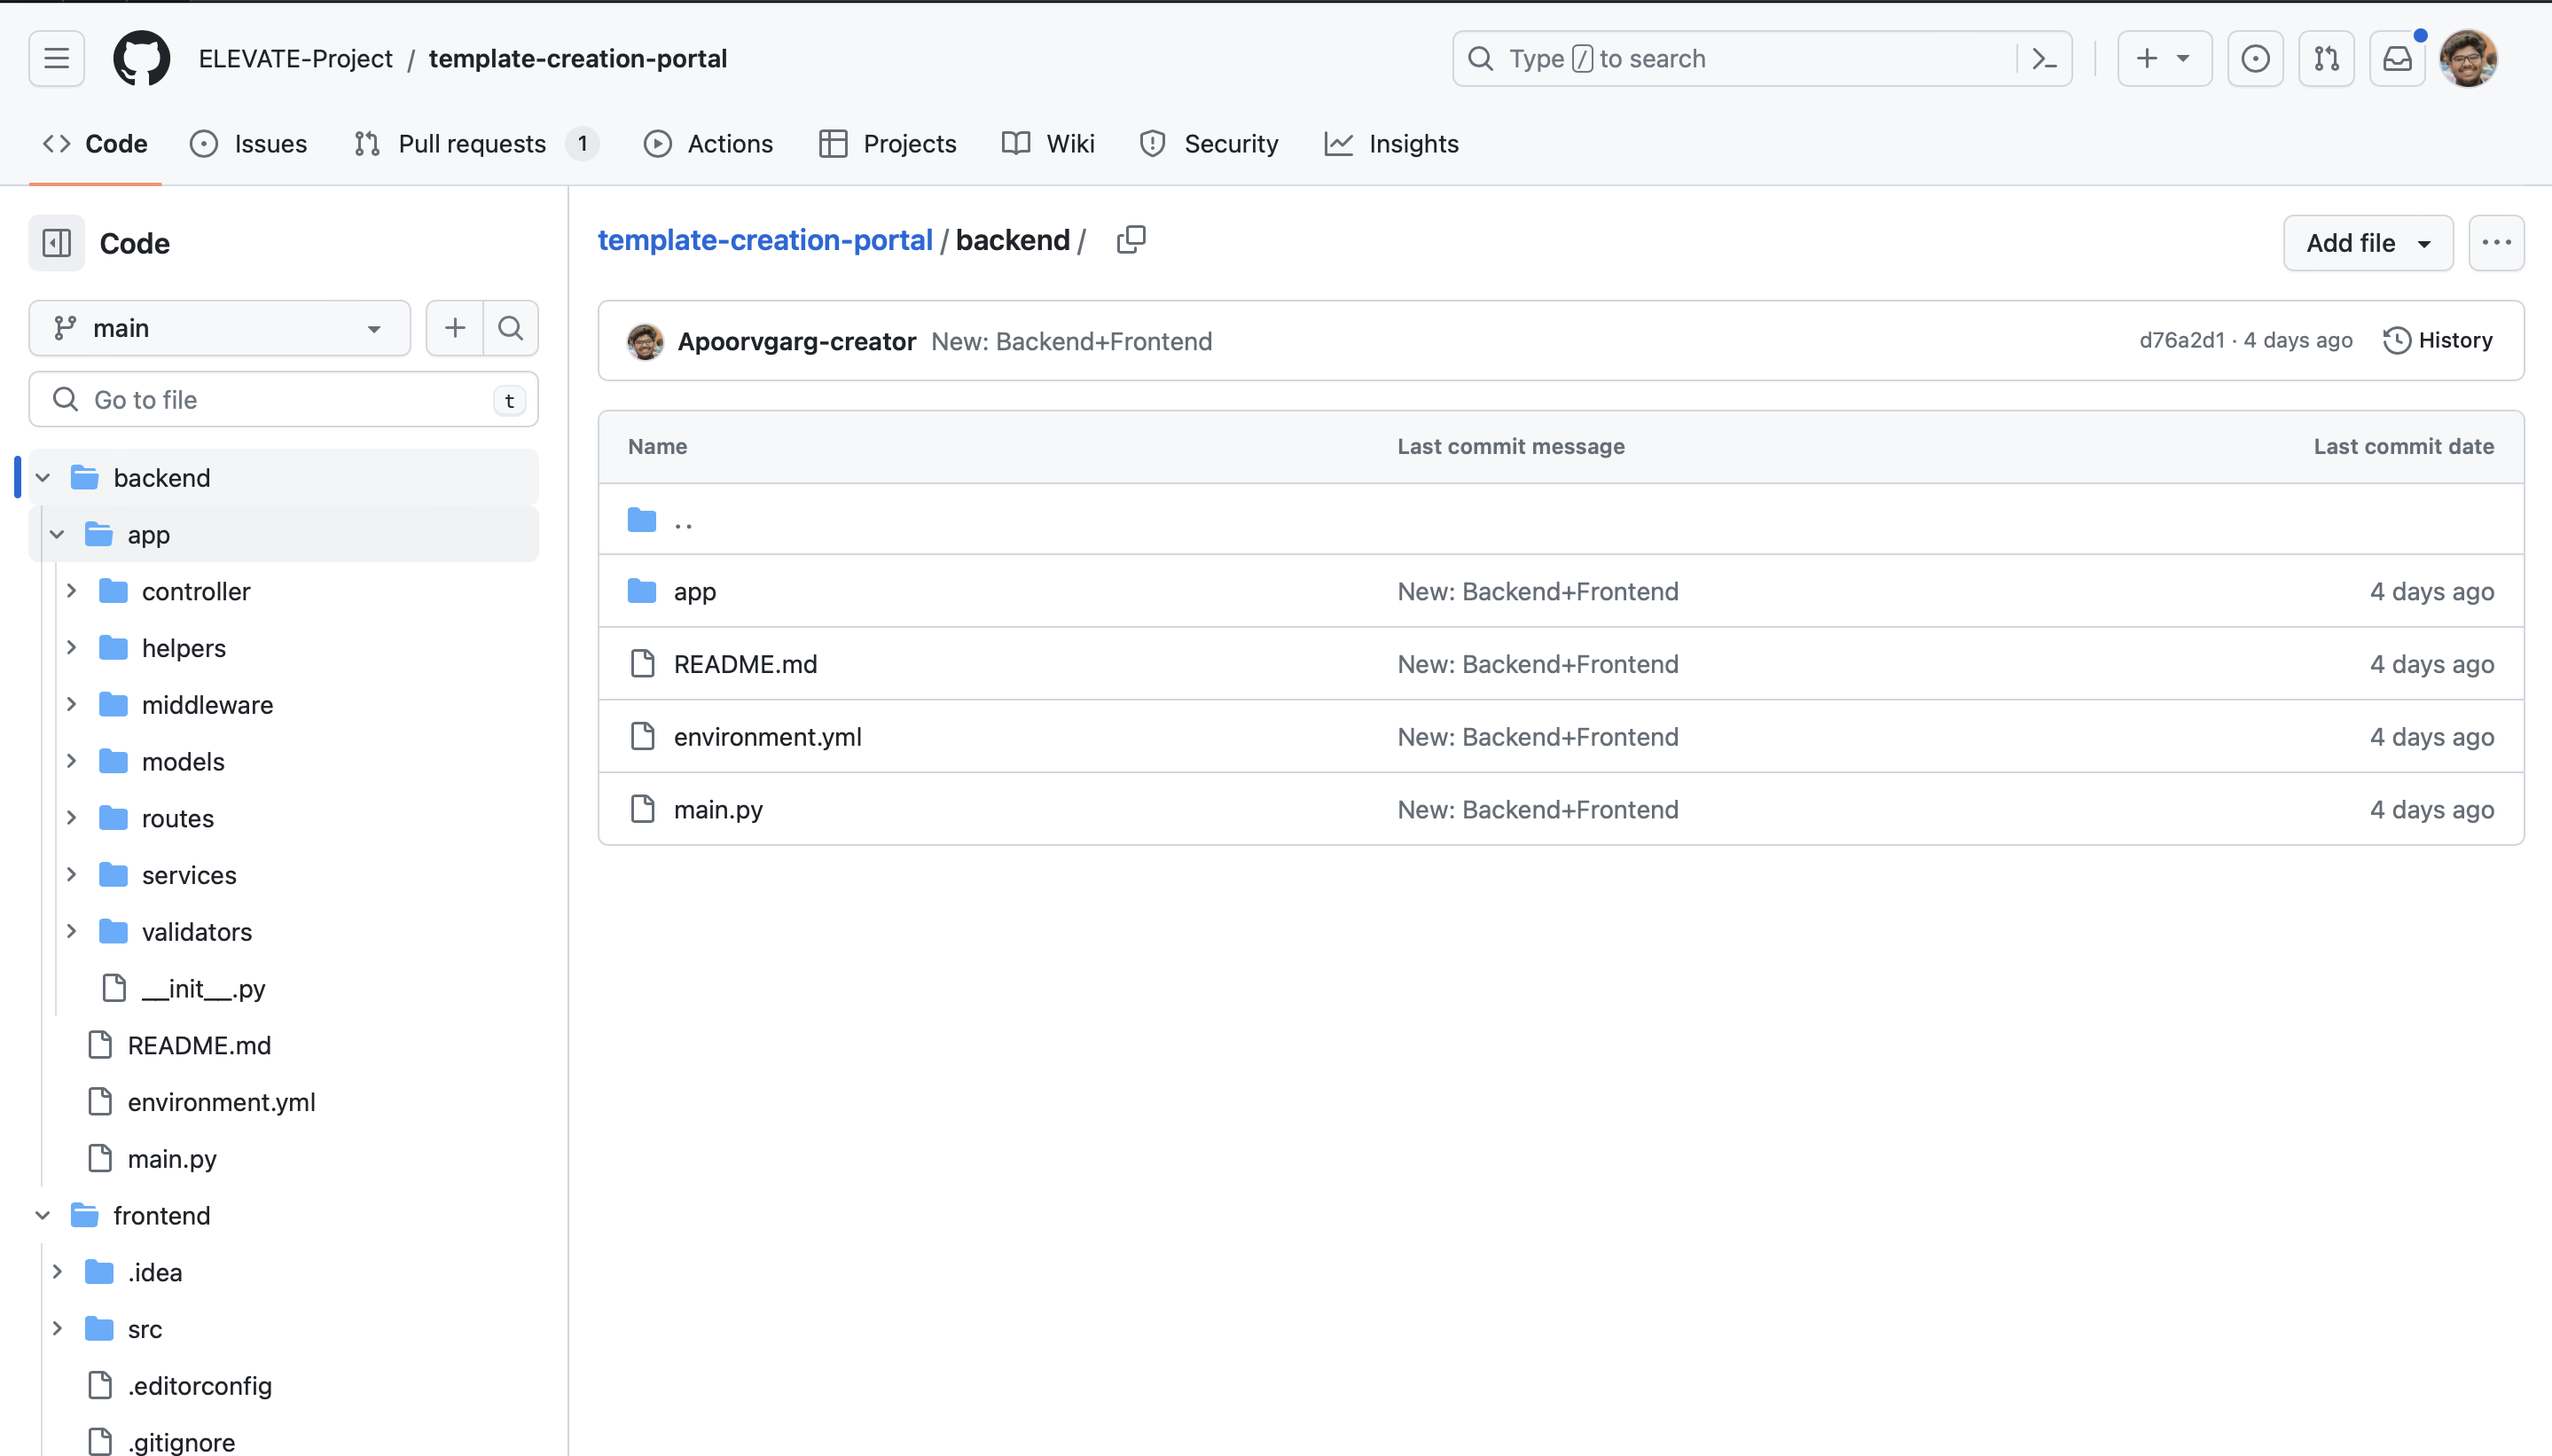 ELEVATE-Project / template-creation-portal
Type / to search
Code
Issues
Pull requests 1
Actions
Projects
Wiki
Security
Insights
Code
main
Go to file
t
backend
app
controller
helpers
middleware
models
routes
services
validators
__init__.py
README.md
environment.yml
main.py
frontend
.idea
src
.editorconfig
.gitignore
template-creation-portal / backend /
Add file
Apoorvgarg-creator New: Backend+Frontend
d76a2d1 · 4 days ago
History
Name Last commit message Last commit date
..
app New: Backend+Frontend 4 days ago
README.md New: Backend+Frontend 4 days ago
environment.yml New: Backend+Frontend 4 days ago
main.py New: Backend+Frontend 4 days ago